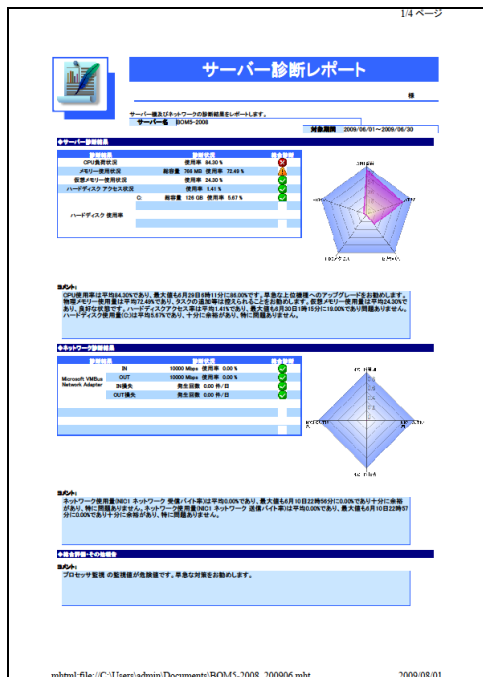 1/4 ページ
サーバー診断レポート
様
サーバー種及びネットワークの診断結果をレポートします。
サーバー名 BOM5-2008
対象期間 2009/06/01～2009/06/30
◆サーバー診断結果
診断結果 診断状況 総合診断
CPU負荷状況 使用率 84.30 %
メモリー使用状況 総容量 768 MB 使用率 72.49 %
仮想メモリー使用状況 使用率 24.30 %
ハードディスク アクセス状況 使用率 1.41 %
C: 総容量 126 GB 使用率 5.67 %
ハードディスク 使用率
コメント:
CPU使用率は平均84.30%であり、最大値も6月29日6時11分に86.00%です。早急な上位機種へのアップグレードをお勧めします。
物理メモリー使用量は平均72.49%であり、タスクの追加等は控えられることをお勧めします。仮想メモリー使用量は平均24.30%で
あり、良好な状態です。ハードディスクアクセス率は平均1.41%であり、最大値も6月30日1時15分に19.00%であり問題ありません。
ハードディスク使用量(C:)は平均5.67%であり、十分に余裕があり、特に問題ありません。
◆ネットワーク診断結果
診断結果 診断状況 総合診断
IN 10000 Mbps 使用率 0.00 %
Microsoft VMBus
Network Adapter
OUT 10000 Mbps 使用率 0.00 %
IN損失 発生回数 0.00 件/日
OUT損失 発生回数 0.00 件/日
コメント:
ネットワーク使用量(NIC1 ネットワーク 受信バイト率)は平均0.00%であり、最大値も6月10日22時56分に0.00%であり十分に余裕
があり、特に問題ありません。ネットワーク使用量(NIC1 ネットワーク 送信バイト率)は平均0.00%であり、最大値も6月10日22時57
分に0.00%であり十分に余裕があり、特に問題ありません。
◆総合評価・その他報告
コメント:
プロセッサ監視 の監視値が危険値です。早急な対策をお勧めします。
mhtml:file://C:\Users\admin\Documents\BOM5-2008_200906.mht 2009/08/01